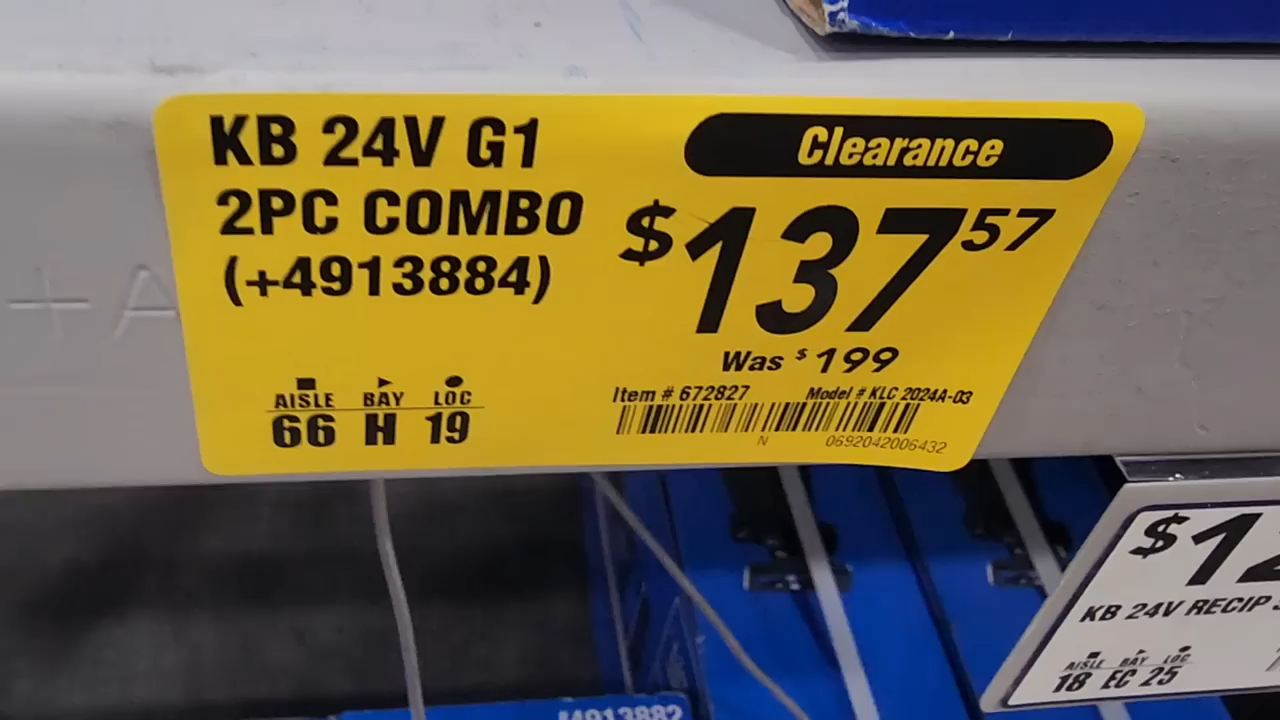 KB 24V G1
2PC COMBO
(+4913884)
Clearance
$137.57
Was $199
Item # 672827 Model # KLC 2024A-03
N 0692042006432
AISLE BAY LOC
66 H 19
+ A
$12
KB 24V RECIP
AISLE BAY LOC
18 EC 25